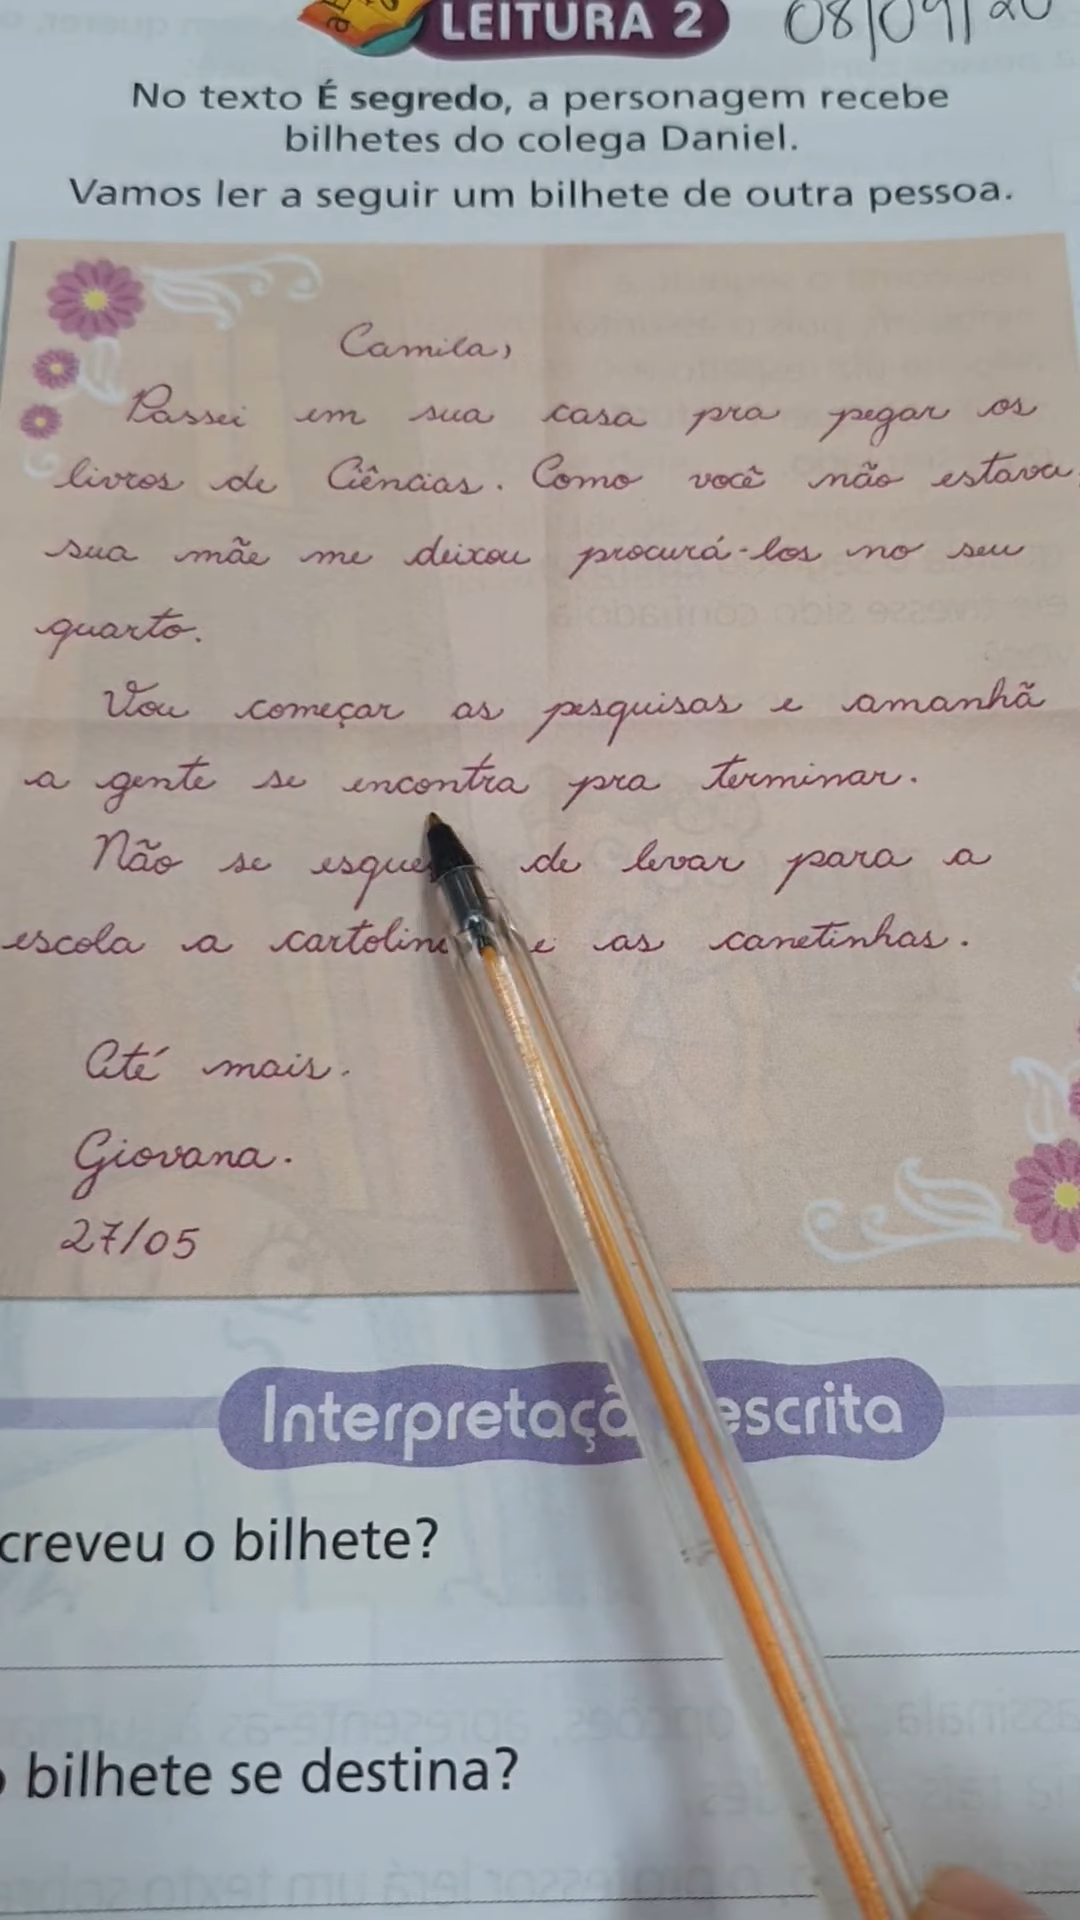 LEITURA 2
08/09/20
No texto É segredo, a personagem recebe
bilhetes do colega Daniel.
Vamos ler a seguir um bilhete de outra pessoa.
Camila,
Passei em sua casa pra pegar os
livros de Ciências. Como você não estava,
sua mãe me deixou procurá-los no seu
quarto.
Vou começar as pesquisas e amanhã
a gente se encontra pra terminar.
Não se esque de levar para a
escola a cartolina e as canetinhas.
Até mais.
Giovana.
27/05
Interpretaçã escrita
creveu o bilhete?
o bilhete se destina?